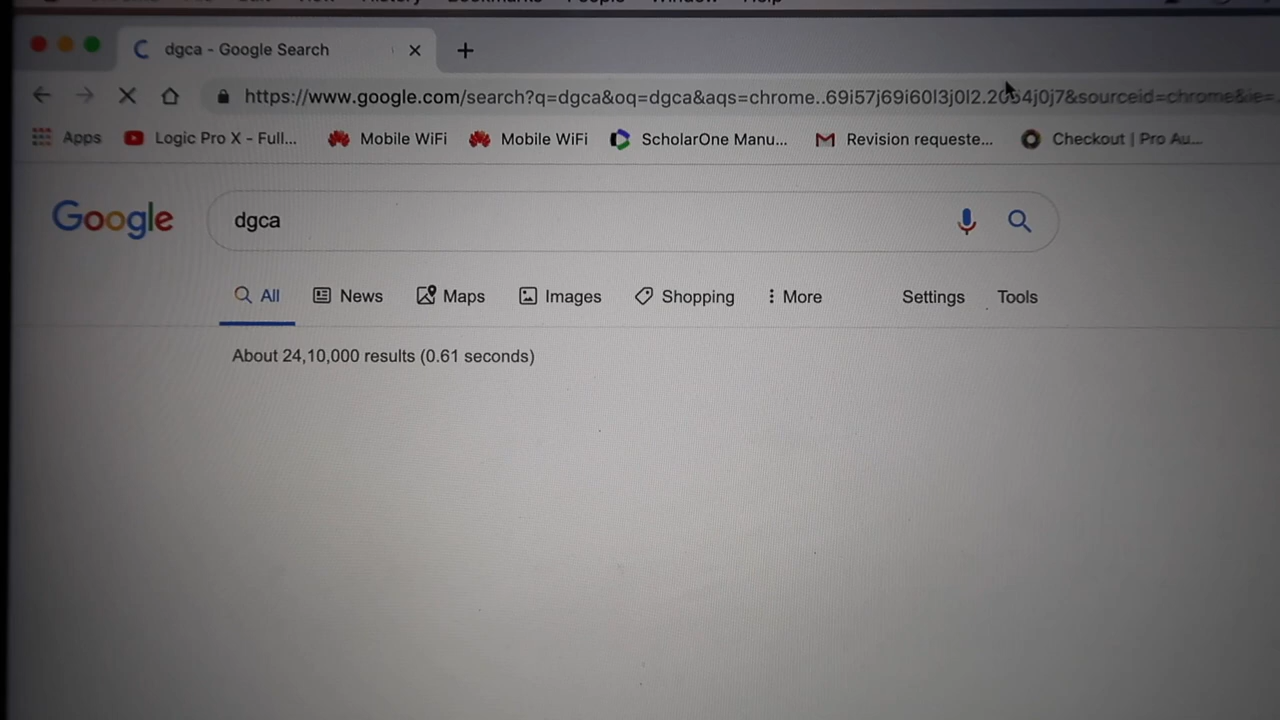 dgca - Google Search
https://www.google.com/search?q=dgca&oq=dgca&aqs=chrome..69i57j69i60l3j0l2.2054j0j7&sourceid=chrome&ie=
Apps Logic Pro X - Full... Mobile WiFi Mobile WiFi ScholarOne Manu... Revision requeste... Checkout | Pro Au...
Google dgca
All News Maps Images Shopping More Settings Tools
About 24,10,000 results (0.61 seconds)